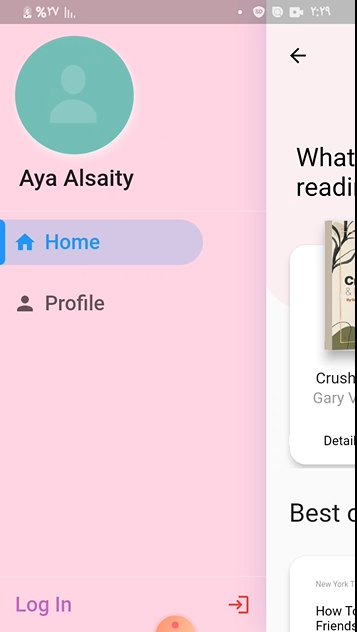 %٢٧ ٢:٢٩
Aya Alsaity
Home
Profile
Log In
What
readi
Crush
Gary V
Detail
Best o
New York T
How To
Friends